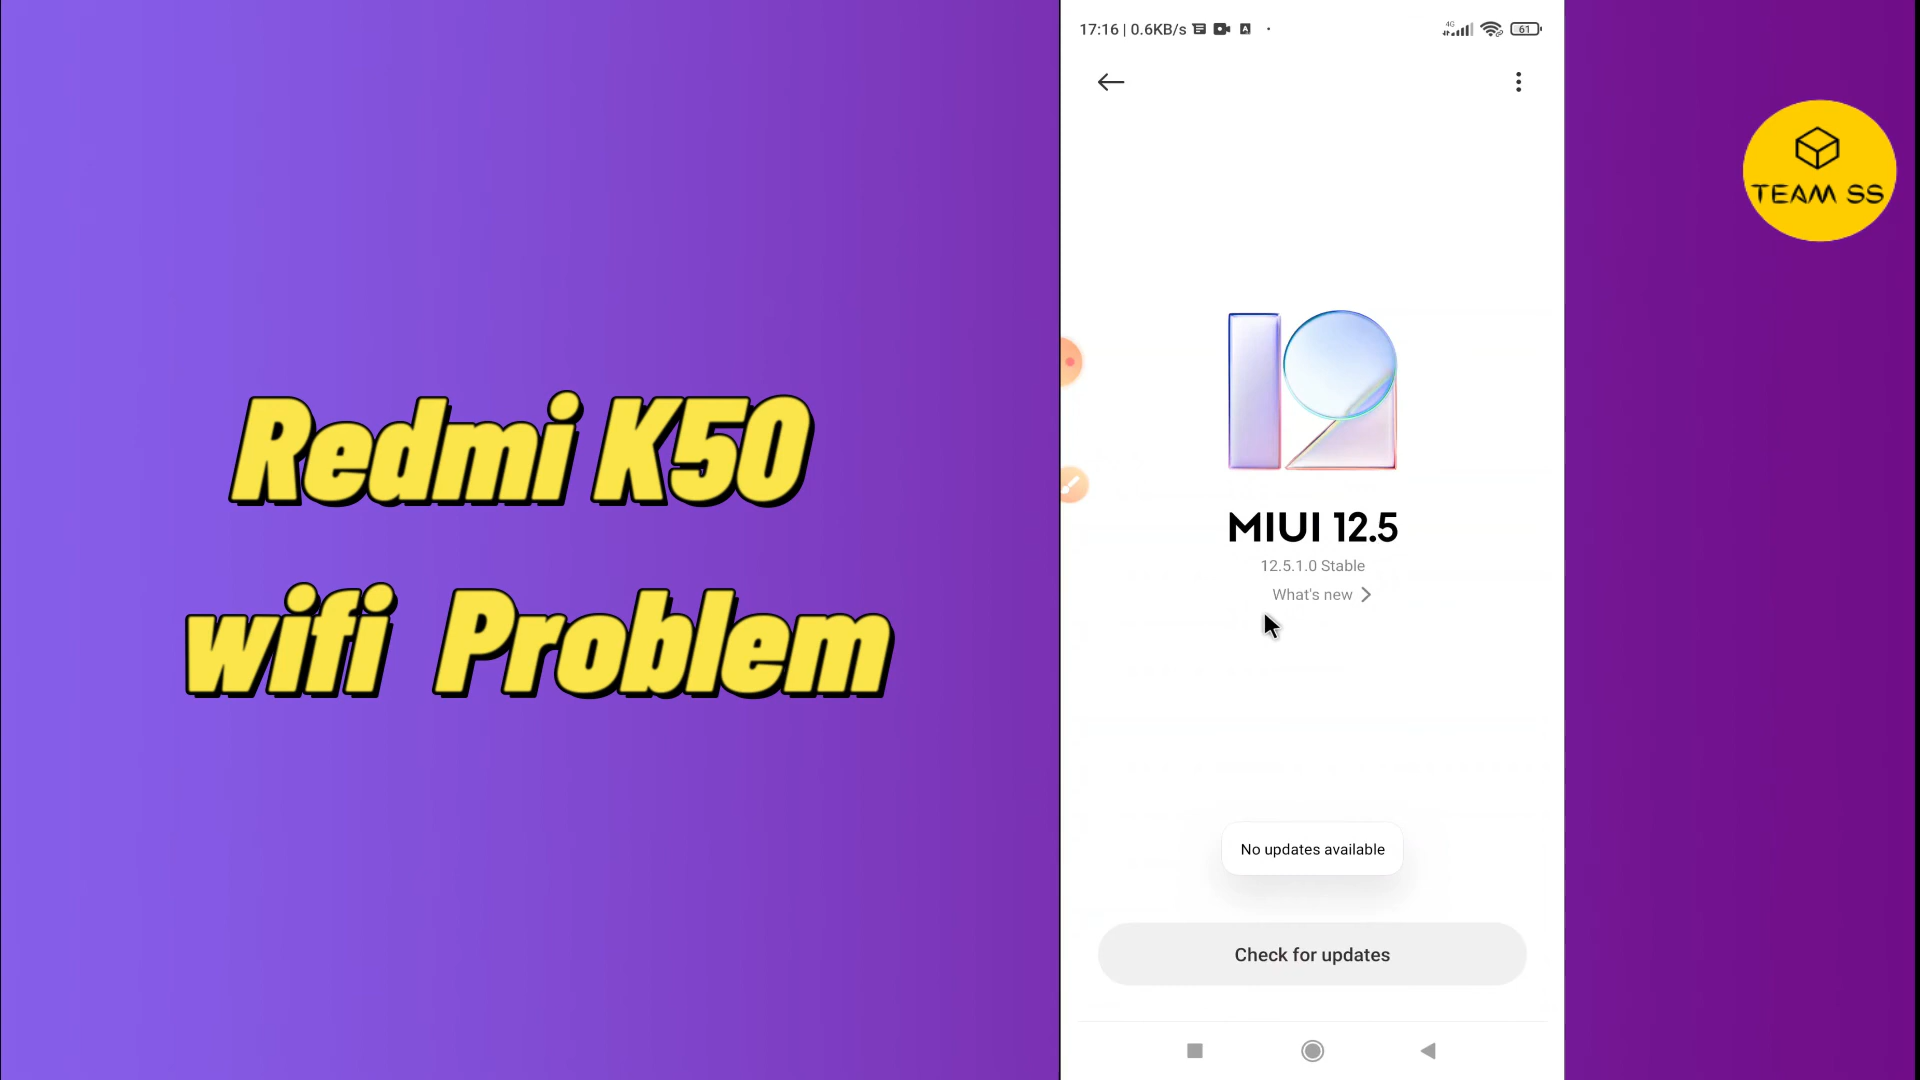 17:16 | 0.6KB/s
4G
61
TEAM SS
Redmi K50
wifi Problem
MIUI 12.5
12.5.1.0 Stable
What's new
No updates available
Check for updates